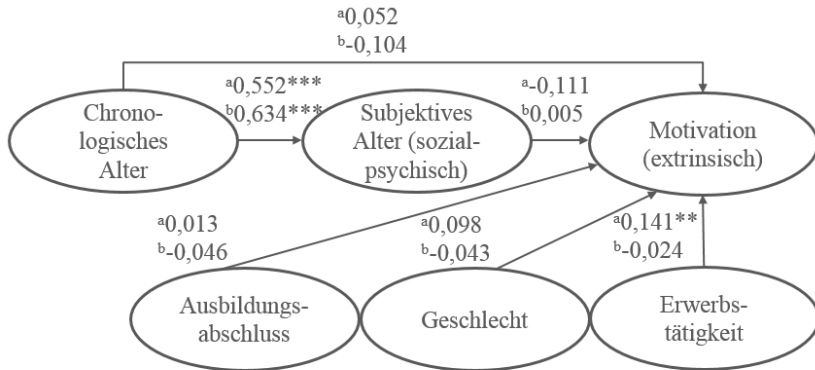 ᵃ0,052
ᵇ-0,104
ᵃ0,552***
ᵇ0,634***
ᵃ-0,111
ᵇ0,005
Chrono-
logisches
Alter
Subjektives
Alter (sozial-
psychisch)
Motivation
(extrinsisch)
ᵃ0,013
ᵇ-0,046
ᵃ0,098
ᵇ-0,043
ᵃ0,141**
ᵇ-0,024
Ausbildungs-
abschluss
Geschlecht
Erwerbs-
tätigkeit